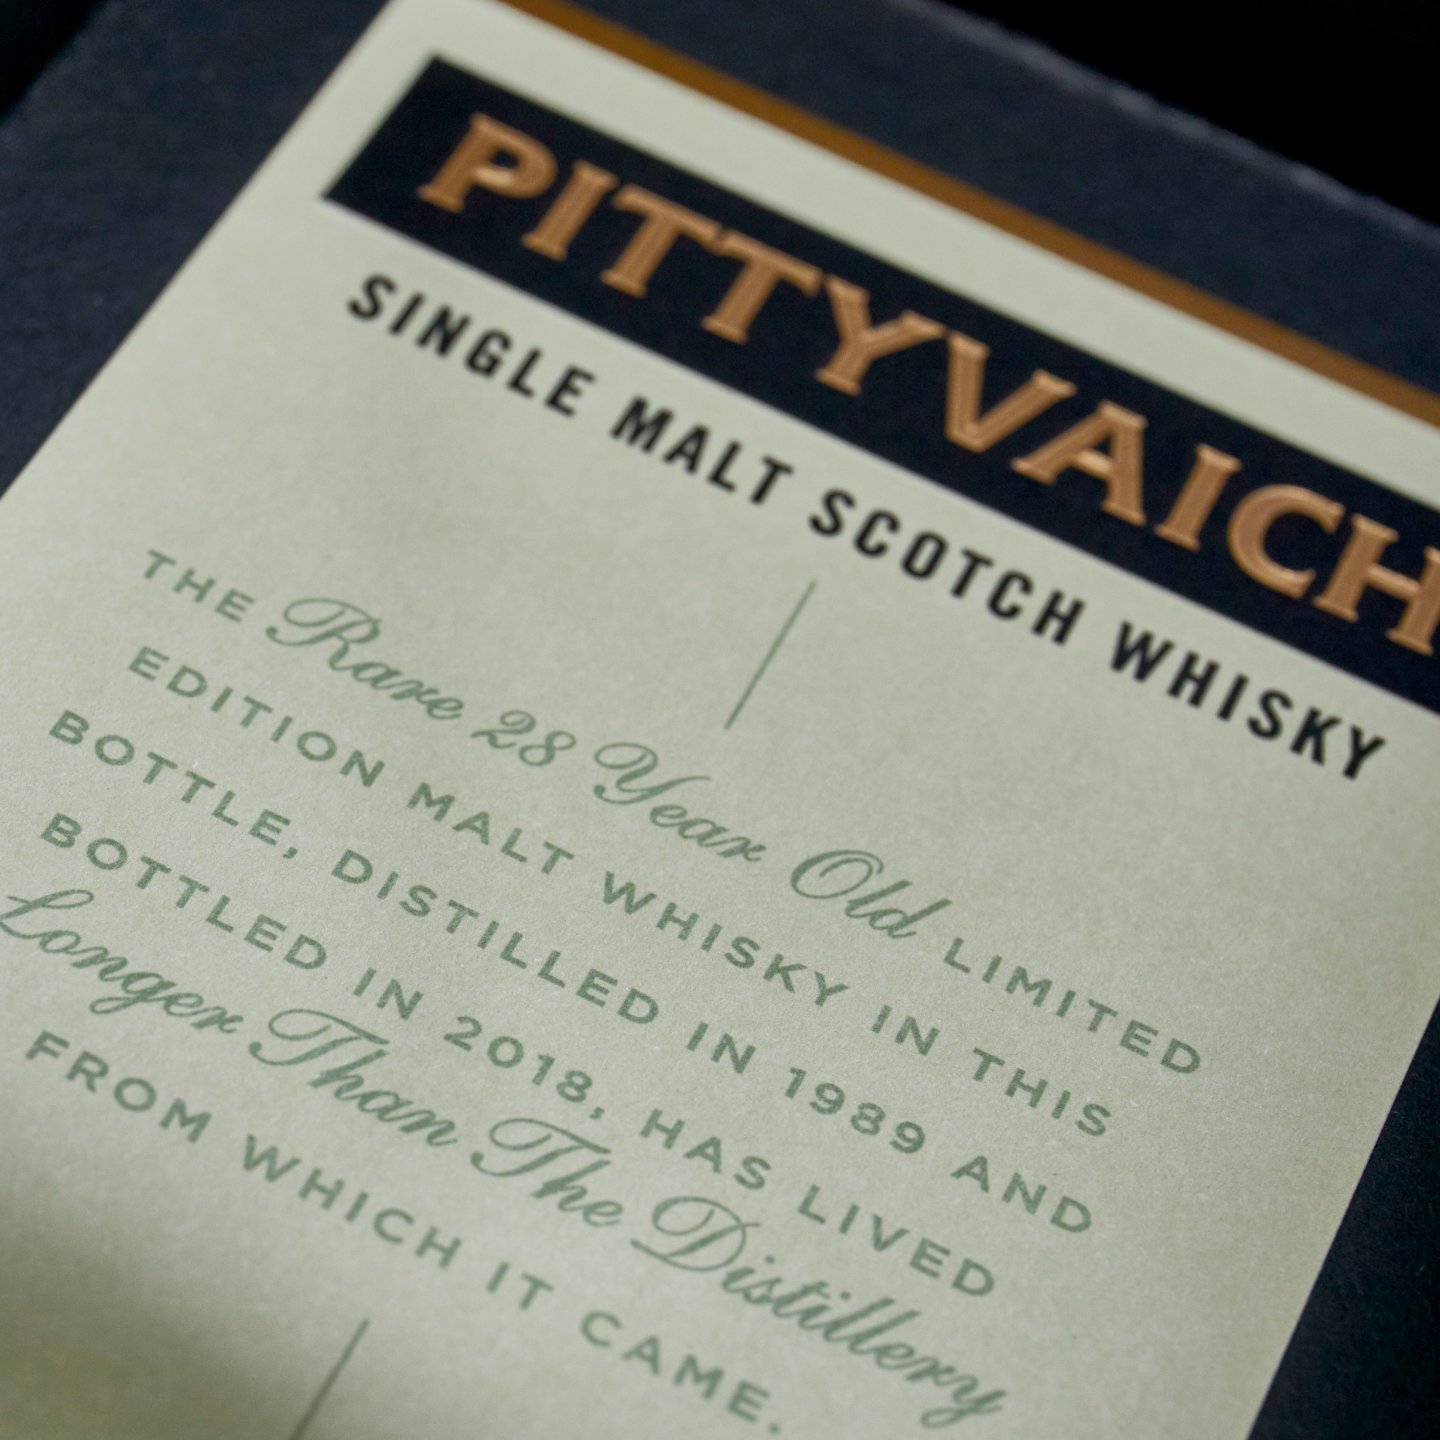 PITTYVAICH
SINGLE MALT SCOTCH WHISKY
THE Rare 28 Year Old LIMITED
EDITION MALT WHISKY IN THIS
BOTTLE, DISTILLED IN 1989 AND
BOTTLED IN 2018, HAS LIVED
Longer Than The Distillery
FROM WHICH IT CAME.